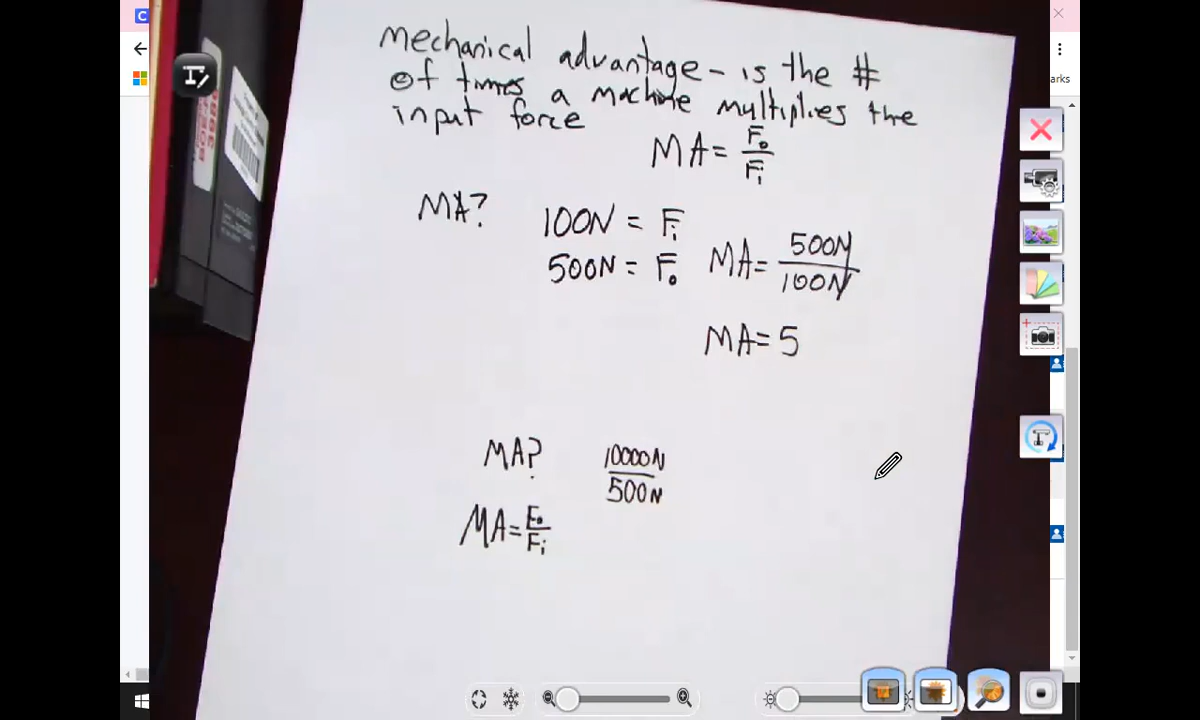 mechanical advantage - is the #
of times a machine multiplies the
input force
MA = Fo/Fi
MA?
100N = Fi
500N = Fo
MA = 500N/100N
MA = 5
MA?
10000N/500N
MA = Fo/Fi
arks